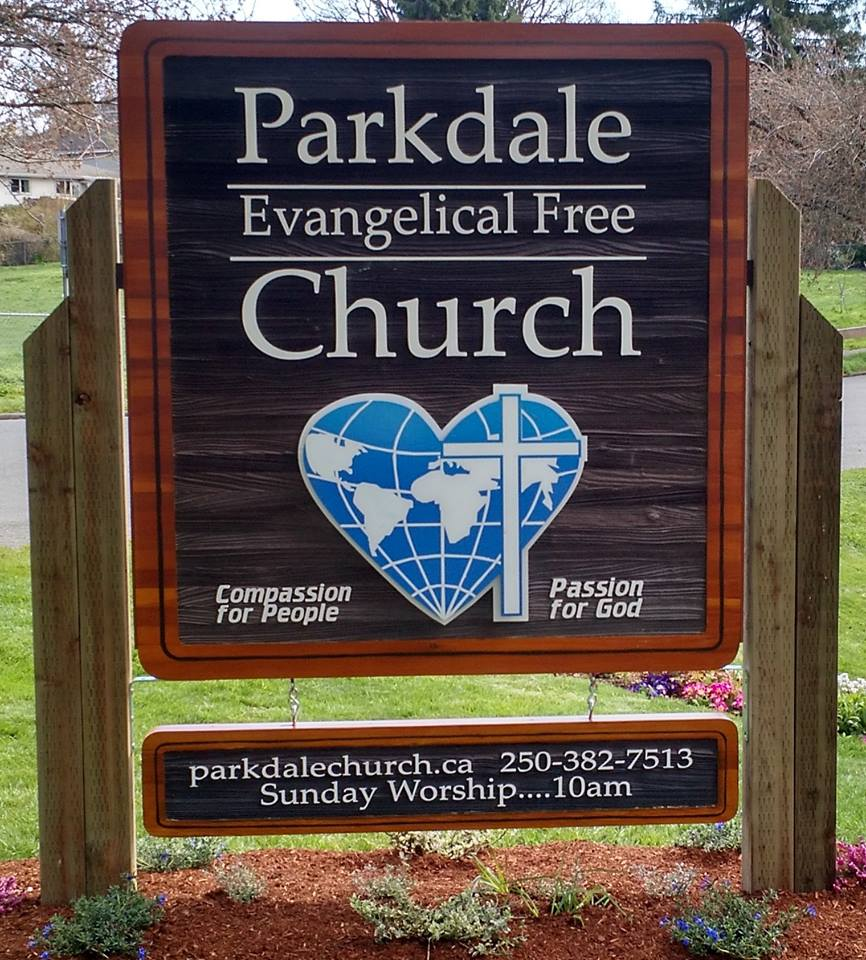 Parkdale
Evangelical Free
Church
Compassion
for People
Passion
for God
parkdalechurch.ca 250-382-7513
Sunday Worship....10am